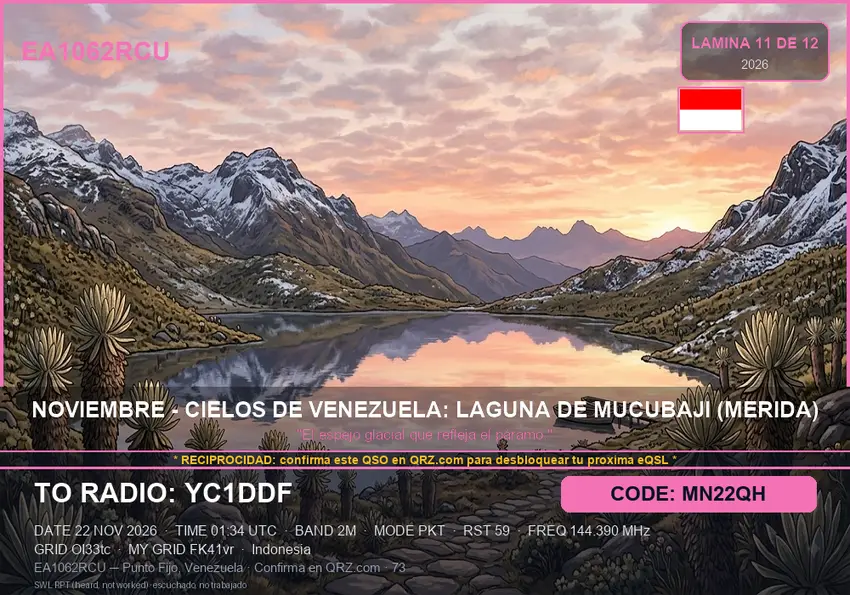 EA1062RCU
LAMINA 11 DE 12
2026
NOVIEMBRE - CIELOS DE VENEZUELA: LAGUNA DE MUCUBAJI (MERIDA)
"El espejo glacial que refleja el paramo."
* RECIPROCIDAD: confirma este QSO en QRZ.com para desbloquear tu proxima eQSL *
TO RADIO: YC1DDF
CODE: MN22QH
DATE 22 NOV 2026 · TIME 01:34 UTC · BAND 2M · MODE PKT · RST 59 · FREQ 144.390 MHz
GRID OI33tc · MY GRID FK41vr · Indonesia
EA1062RCU — Punto Fijo, Venezuela · Confirma en QRZ.com · 73
SWL RPT (heard, not worked) · escuchado, no trabajado